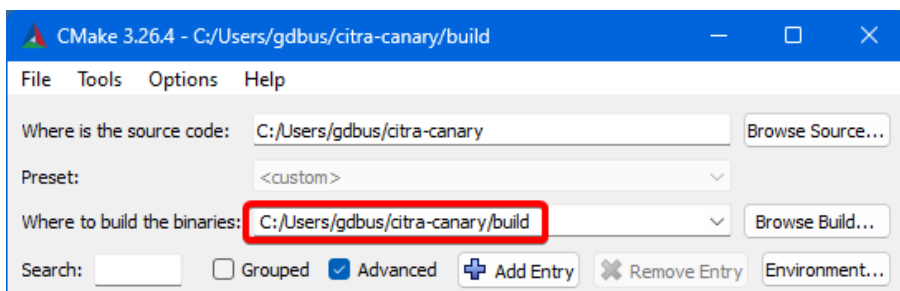 CMake 3.26.4 - C:/Users/gdbus/citra-canary/build
File Tools Options Help
Where is the source code: C:/Users/gdbus/citra-canary Browse Source...
Preset: <custom>
Where to build the binaries: C:/Users/gdbus/citra-canary/build Browse Build...
Search: Grouped Advanced Add Entry Remove Entry Environment...